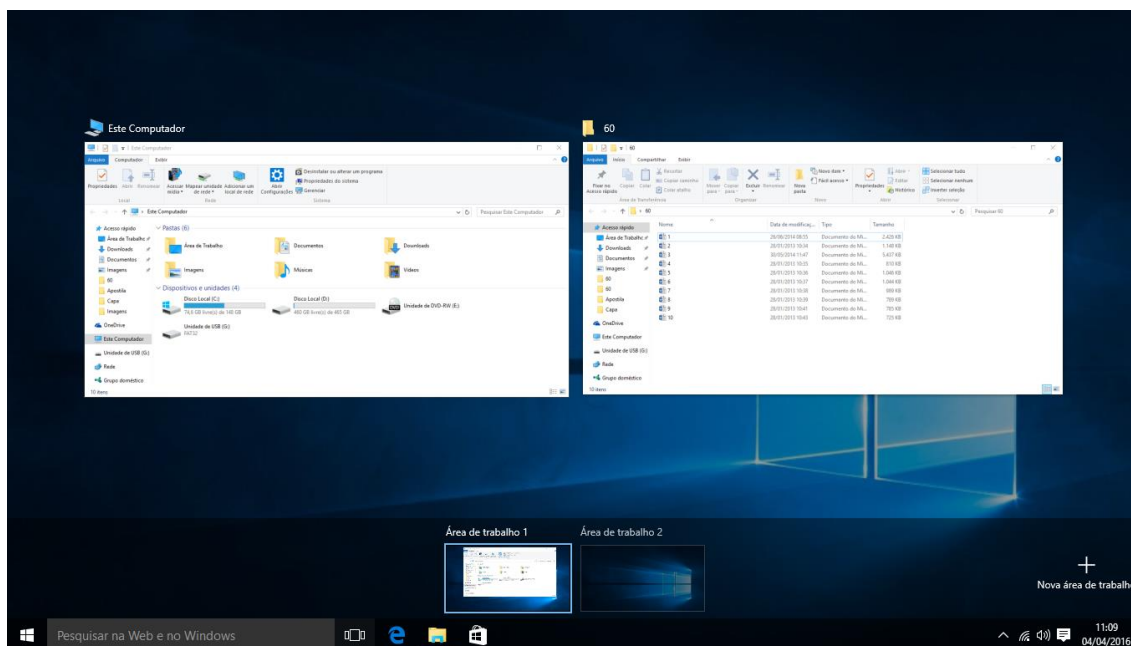 Este Computador
Este Computador
Arquivo Computador Exibir
Propriedades Abrir Renomear Acessar mídia Mapear unidade de rede Adicionar um local de rede Abrir Configurações Desinstalar ou alterar um programa
Propriedades do sistema
Gerenciar
Local Rede Sistema
Este Computador Pesquisar Este Computador
Acesso rápido
Área de Trabalho
Downloads
Documentos
Imagens
60
Apostila
Capa
Imagens
OneDrive
Este Computador
Unidade de USB (G:)
Rede
Grupo doméstico
10 itens
Pastas (6)
Área de Trabalho Documentos Downloads
Imagens Músicas Vídeos
Dispositivos e unidades (4)
Disco Local (C:) Disco Local (D:) Unidade de DVD-RW (E:)
Unidade de USB (G:)
FAT32
60
60
Arquivo Início Compartilhar Exibir
Fixar no Acesso rápido Copiar Colar Recortar
Copiar caminho
Colar atalho
Mover para Copiar para Excluir Renomear Nova pasta Novo item
Fácil acesso
Propriedades Abrir
Editar
Histórico
Selecionar tudo
Selecionar nenhum
Inverter seleção
Área de Transferência Organizar Novo Abrir Selecionar
60 Pesquisar 60
Acesso rápido
Área de Trabalho
Downloads
Documentos
Imagens
60
60
Apostila
Capa
OneDrive
Este Computador
Unidade de USB (G:)
Rede
Grupo doméstico
10 itens
Nome Data de modificaç... Tipo Tamanho
1
2
3
4
5
6
7
8
9
10
Área de trabalho 1 Área de trabalho 2
Nova área de trabalh
Pesquisar na Web e no Windows
11:09
04/04/2016